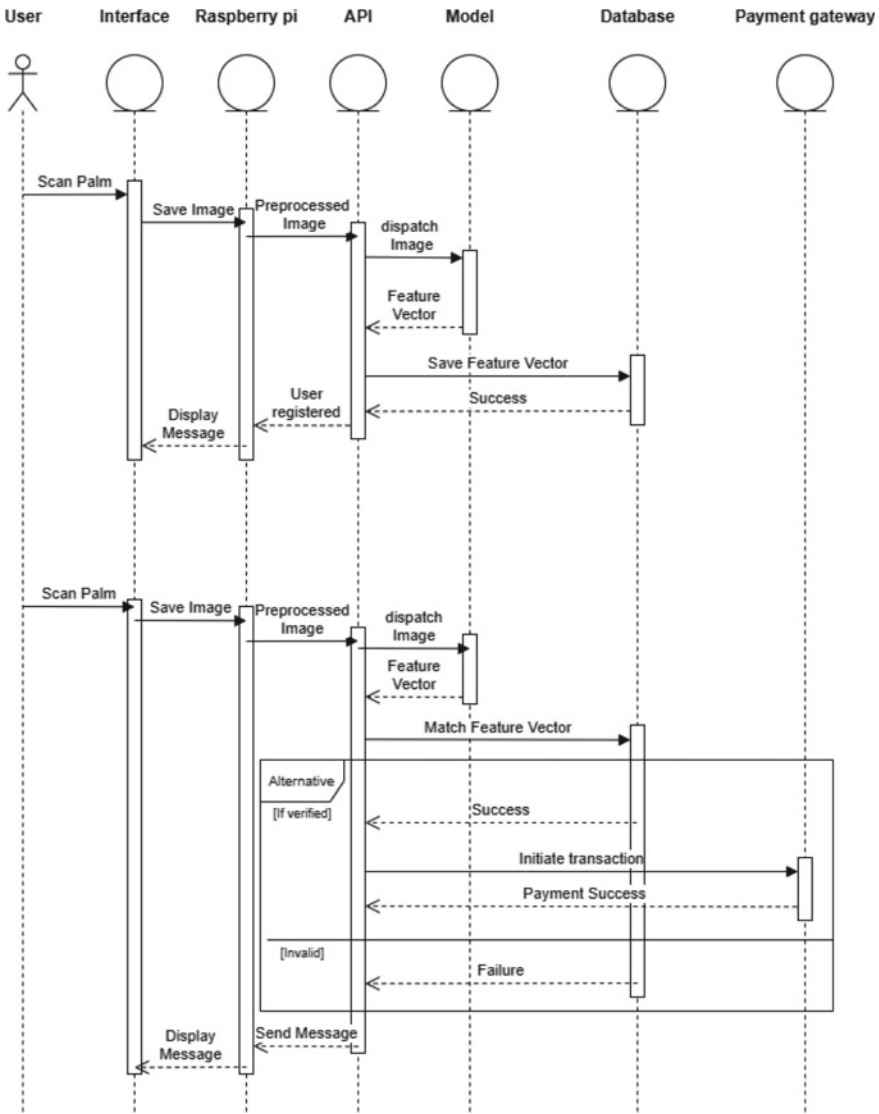 User Interface Raspberry pi API Model Database Payment gateway
Scan Palm
Save Image
Preprocessed
Image
dispatch
Image
Feature
Vector
Save Feature Vector
Success
User
registered
Display
Message
Scan Palm
Save Image
Preprocessed
Image
dispatch
Image
Feature
Vector
Match Feature Vector
Alternative
[If verified]
Success
Initiate transaction
Payment Success
[Invalid]
Failure
Send Message
Display
Message